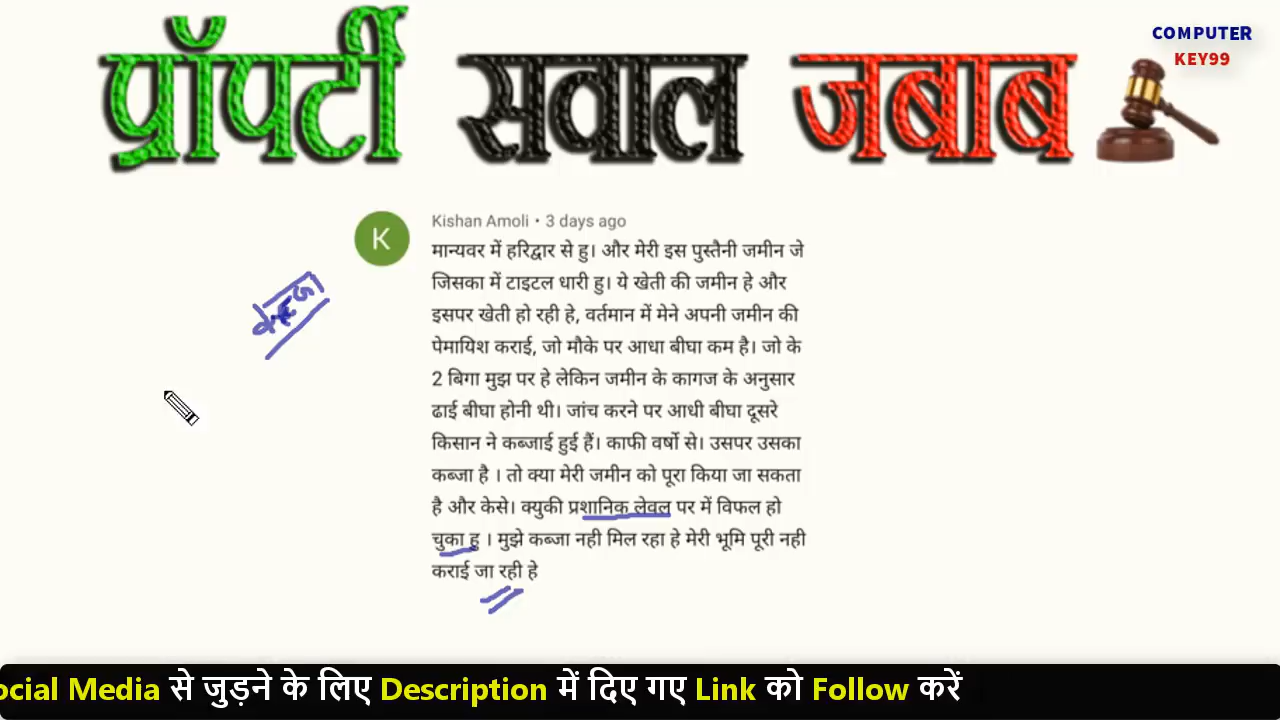 प्रॉपर्टी सवाल जबाब
COMPUTER
KEY99
K
Kishan Amoli • 3 days ago
मान्यवर में हरिद्वार से हु। और मेरी इस पुस्तैनी जमीन जे
जिसका में टाइटल धारी हु। ये खेती की जमीन हे और
इसपर खेती हो रही हे, वर्तमान में मेने अपनी जमीन की
पेमायिश कराई, जो मौके पर आधा बीघा कम है। जो के
2 बिगा मुझ पर हे लेकिन जमीन के कागज के अनुसार
ढाई बीघा होनी थी। जांच करने पर आधी बीघा दूसरे
किसान ने कब्जाई हुई हैं। काफी वर्षो से। उसपर उसका
कब्जा है । तो क्या मेरी जमीन को पूरा किया जा सकता
है और केसे। क्युकी प्रशानिक लेवल पर में विफल हो
चुका हु । मुझे कब्जा नही मिल रहा हे मेरी भूमि पूरी नही
कराई जा रही हे
ocial Media से जुड़ने के लिए Description में दिए गए Link को Follow करें